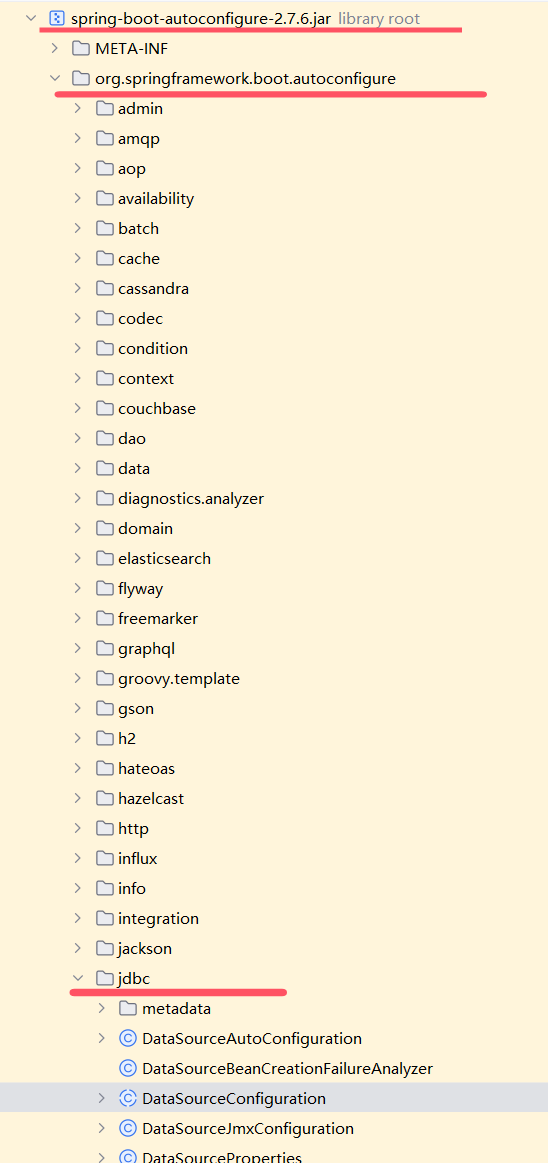 spring-boot-autoconfigure-2.7.6.jar library root
META-INF
org.springframework.boot.autoconfigure
admin
amqp
aop
availability
batch
cache
cassandra
codec
condition
context
couchbase
dao
data
diagnostics.analyzer
domain
elasticsearch
flyway
freemarker
graphql
groovy.template
gson
h2
hateoas
hazelcast
http
influx
info
integration
jackson
jdbc
metadata
C DataSourceAutoConfiguration
C DataSourceBeanCreationFailureAnalyzer
C DataSourceConfiguration
C DataSourceJmxConfiguration
C DataSourceProperties